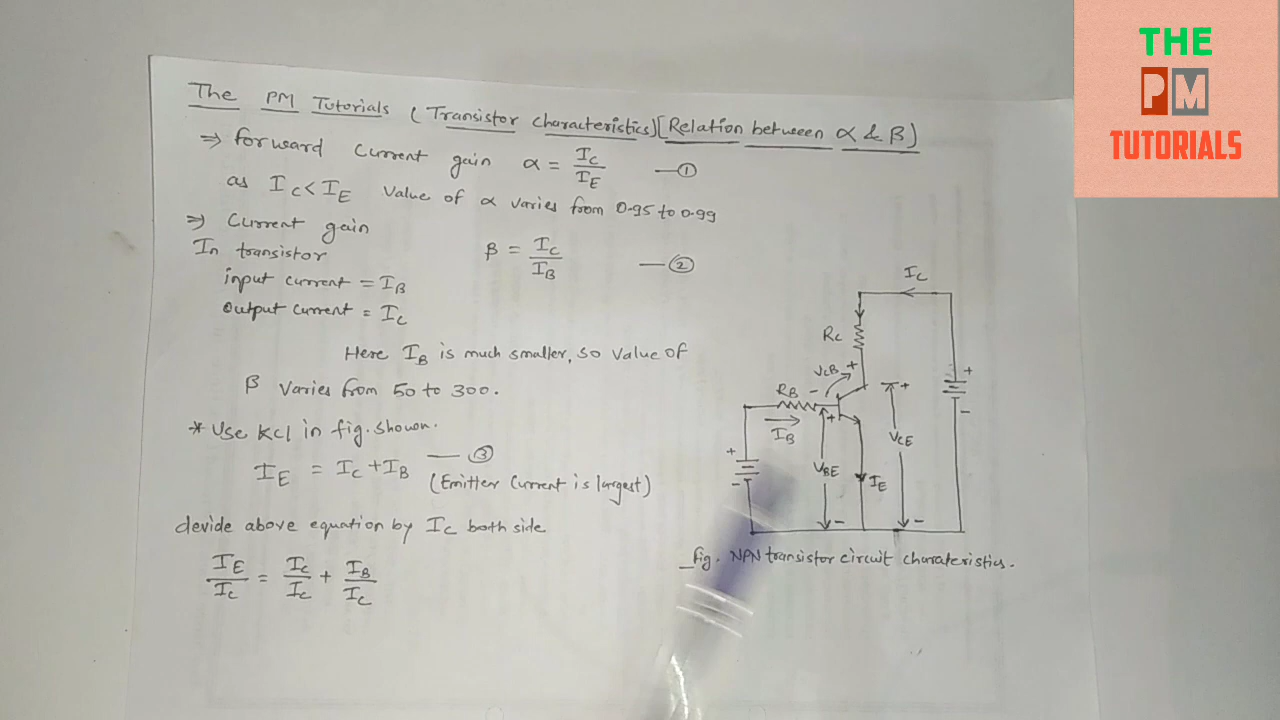 THE
PM
TUTORIALS
The PM Tutorials (Transistor characteristics)[Relation between α & β)
⇒ forward current gain α = IC/IE —①
as IC<IE value of α varies from 0.95 to 0.99
⇒ Current gain
In transistor β = IC/IB —②
input current = IB
output current = IC
Here IB is much smaller, so value of
β varies from 50 to 300.
* Use KCl in fig. shown.
IE = IC + IB —③
(Emitter current is largest)
devide above equation by IC both side
IE/IC = IC/IC + IB/IC
IC
RC
VCB +
RB -
+
IB
+
-
VBE
-
IE
+
VCE
-
+
-
fig. NPN transistor circuit charateristics.